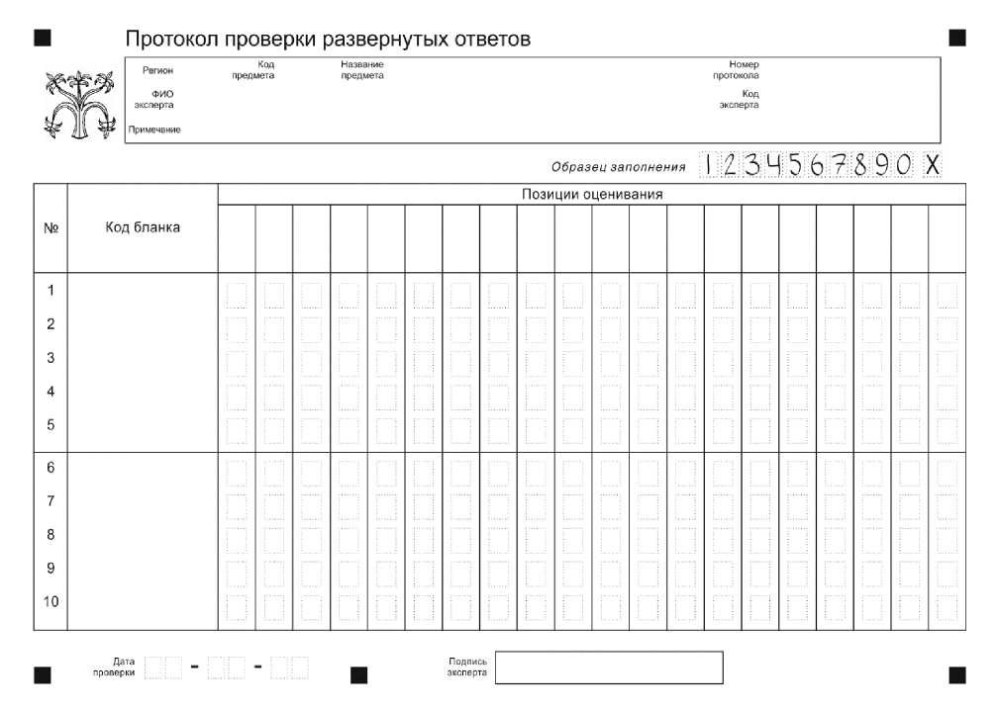 Протокол проверки развернутых ответов
Регион
Код предмета
Название предмета
Номер протокола
ФИО эксперта
Код эксперта
Примечание
Образец заполнения 1 2 3 4 5 6 7 8 9 0 X
№
Код бланка
Позиции оценивания
1
2
3
4
5
6
7
8
9
10
Дата проверки - -
Подпись эксперта